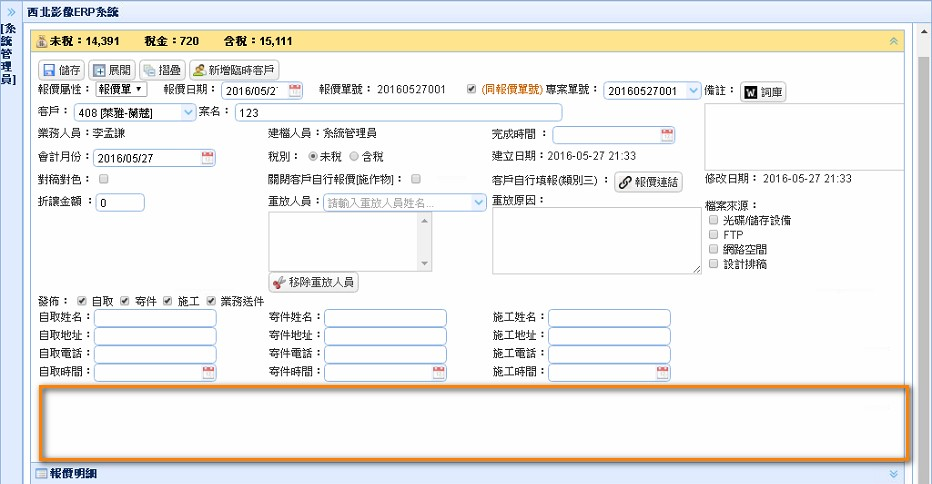 西北影像ERP系統
[系統管理員]
未稅：14,391 稅金：720 含稅：15,111
儲存 展開 摺疊 新增臨時客戶
報價屬性： 報價單 報價日期： 2016/05/2 報價單號： 20160527001 (同報價單號) 專案單號： 20160527001 備註： 詞庫
客戶： 408 [萊雅-蘭蔻] 案名： 123
業務人員：李孟謙 建檔人員：系統管理員 完成時間：
會計月份： 2016/05/27 稅別： 未稅 含稅 建立日期：2016-05-27 21:33
對稿對色： 關閉客戶自行報價[施作物]： 客戶自行填報(類別三)： 報價連結 修改日期： 2016-05-27 21:33
折讓金額： 0 重放人員： 請輸入重放人員姓名... 重放原因： 檔案來源：
光碟/儲存設備
FTP
網路空間
設計排稿
移除重放人員
發佈： 自取 寄件 施工 業務送件
自取姓名： 寄件姓名： 施工姓名：
自取地址： 寄件地址： 施工地址：
自取電話： 寄件電話： 施工電話：
自取時間： 寄件時間： 施工時間：
報價明細